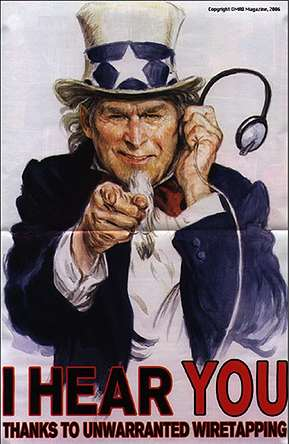 Copyright ©MAD Magazine, 2006
I HEAR YOU
THANKS TO UNWARRANTED WIRETAPPING